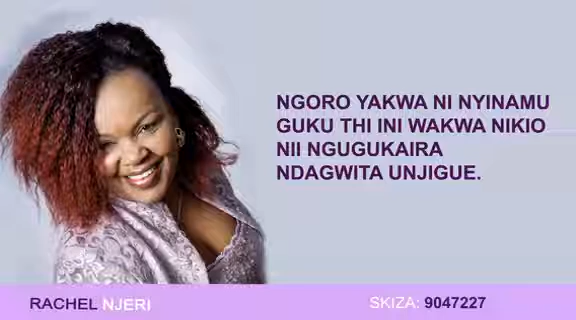 NGORO YAKWA NI NYINAMU
GUKU THI INI WAKWA NIKIO
NII NGUGUKAIRA
NDAGWITA UNJIGUE.
RACHEL NJERI
SKIZA: 9047227